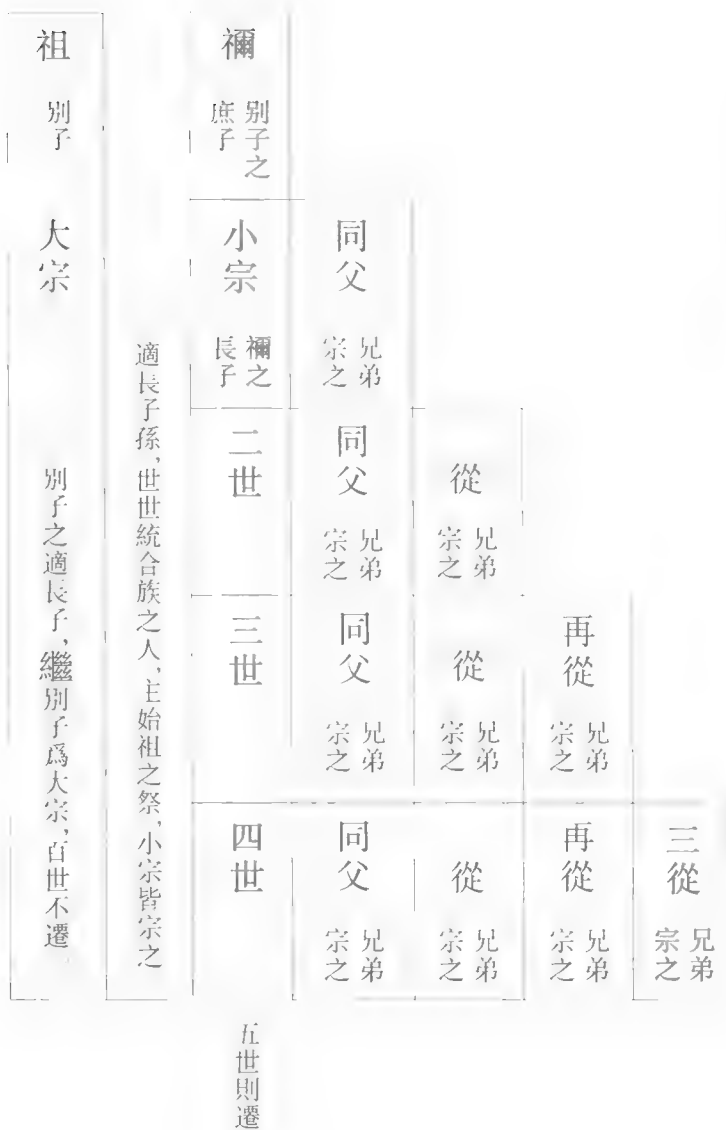 祖
别子
大宗
別子之適長子，繼別子爲大宗，百世不遷
適長子孫，世世統合族之人，主始祖之祭，小宗皆宗之
禰
别子之
庶子
小宗
禰之
長子
同父
兄弟
宗之
二世
同父
兄弟
宗之
從
兄弟
宗之
三世
同父
兄弟
宗之
從
兄弟
宗之
再從
兄弟
宗之
四世
同父
兄弟
宗之
從
兄弟
宗之
再從
兄弟
宗之
三從
兄弟
宗之
五世則遷